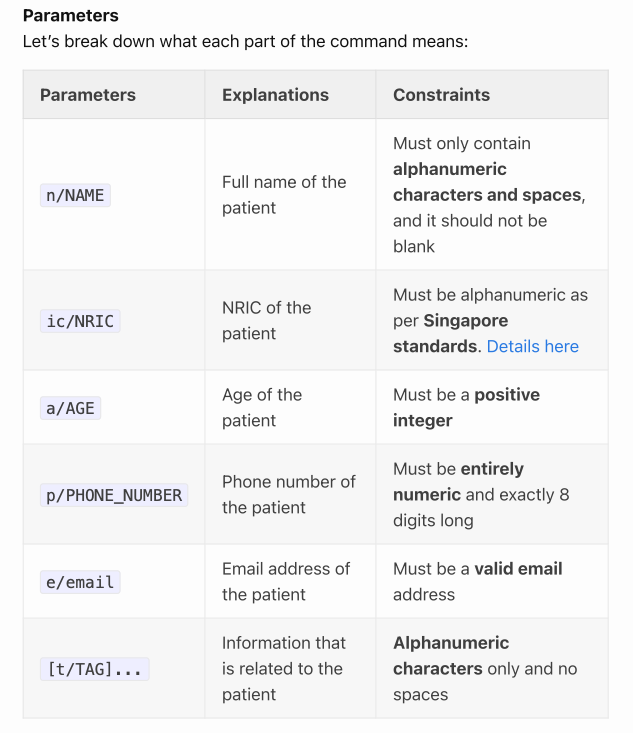 Parameters
Let’s break down what each part of the command means:
Parameters Explanations Constraints
n/NAME
Full name of the
patient
Must only contain
alphanumeric
characters and spaces,
and it should not be
blank
ic/NRIC
NRIC of the
patient
Must be alphanumeric as
per Singapore
standards. Details here
a/AGE
Age of the
patient
Must be a positive
integer
p/PHONE_NUMBER
Phone number of
the patient
Must be entirely
numeric and exactly 8
digits long
e/email
Email address of
the patient
Must be a valid email
address
[t/TAG]...
Information that
is related to the
patient
Alphanumeric
characters only and no
spaces